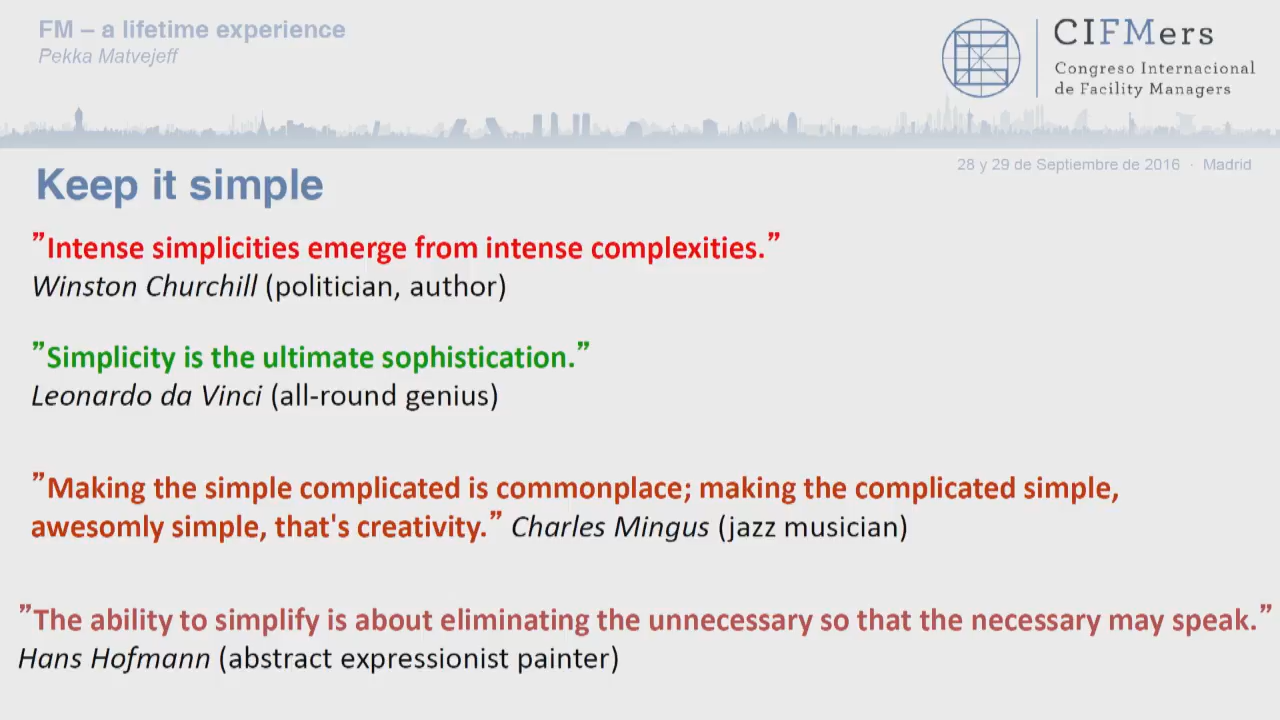 FM – a lifetime experience
Pekka Matvejeff
CIFMers
Congreso Internacional
de Facility Managers
28 y 29 de Septiembre de 2016 · Madrid
Keep it simple
”Intense simplicities emerge from intense complexities.”
Winston Churchill (politician, author)
”Simplicity is the ultimate sophistication.”
Leonardo da Vinci (all-round genius)
”Making the simple complicated is commonplace; making the complicated simple,
awesomly simple, that's creativity.” Charles Mingus (jazz musician)
”The ability to simplify is about eliminating the unnecessary so that the necessary may speak.”
Hans Hofmann (abstract expressionist painter)